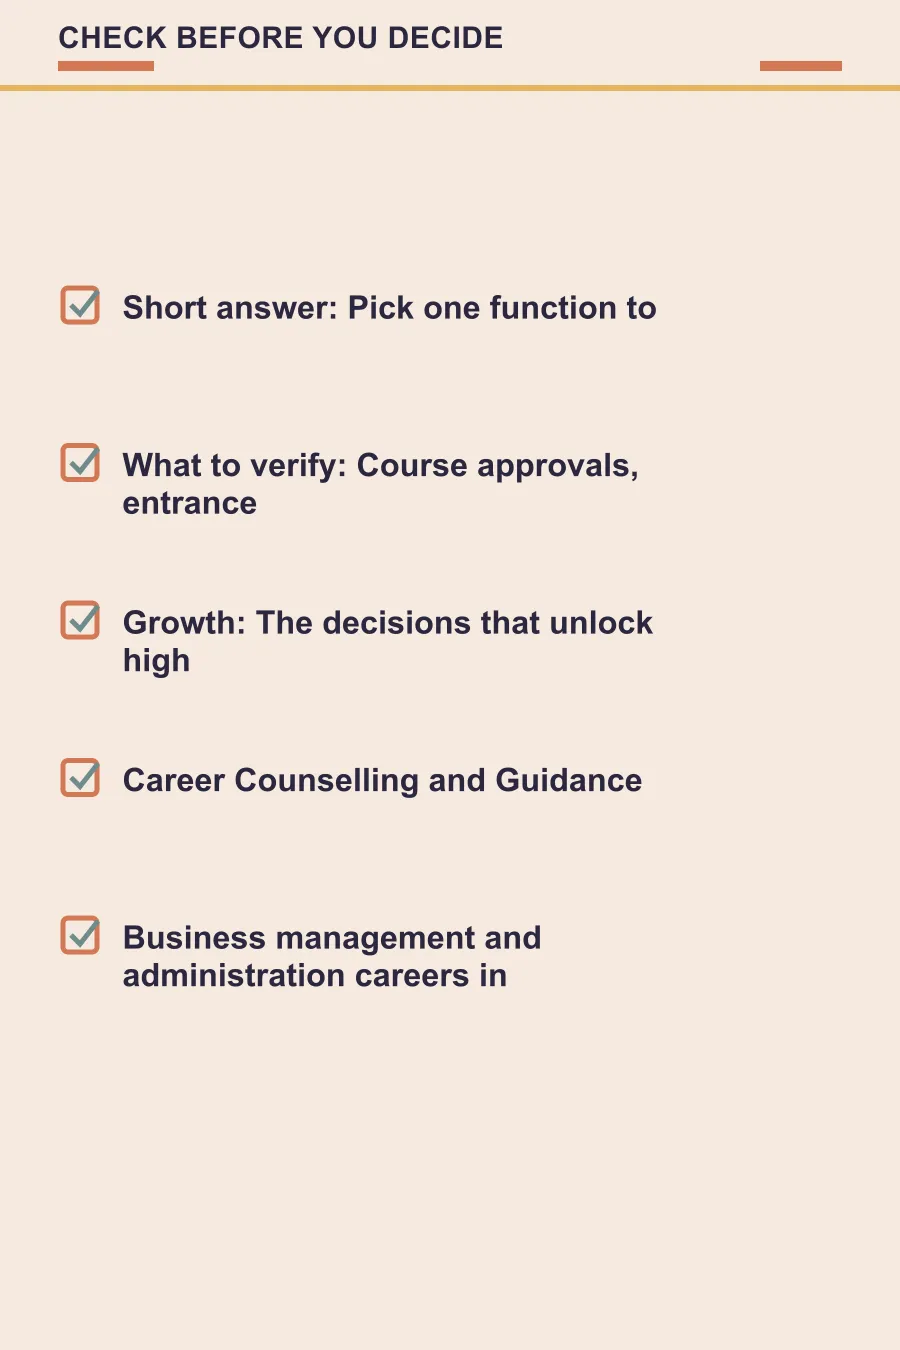 CHECK BEFORE YOU DECIDE
Short answer: Pick one function to
What to verify: Course approvals,
entrance
Growth: The decisions that unlock
high
Career Counselling and Guidance
Business management and
administration careers in